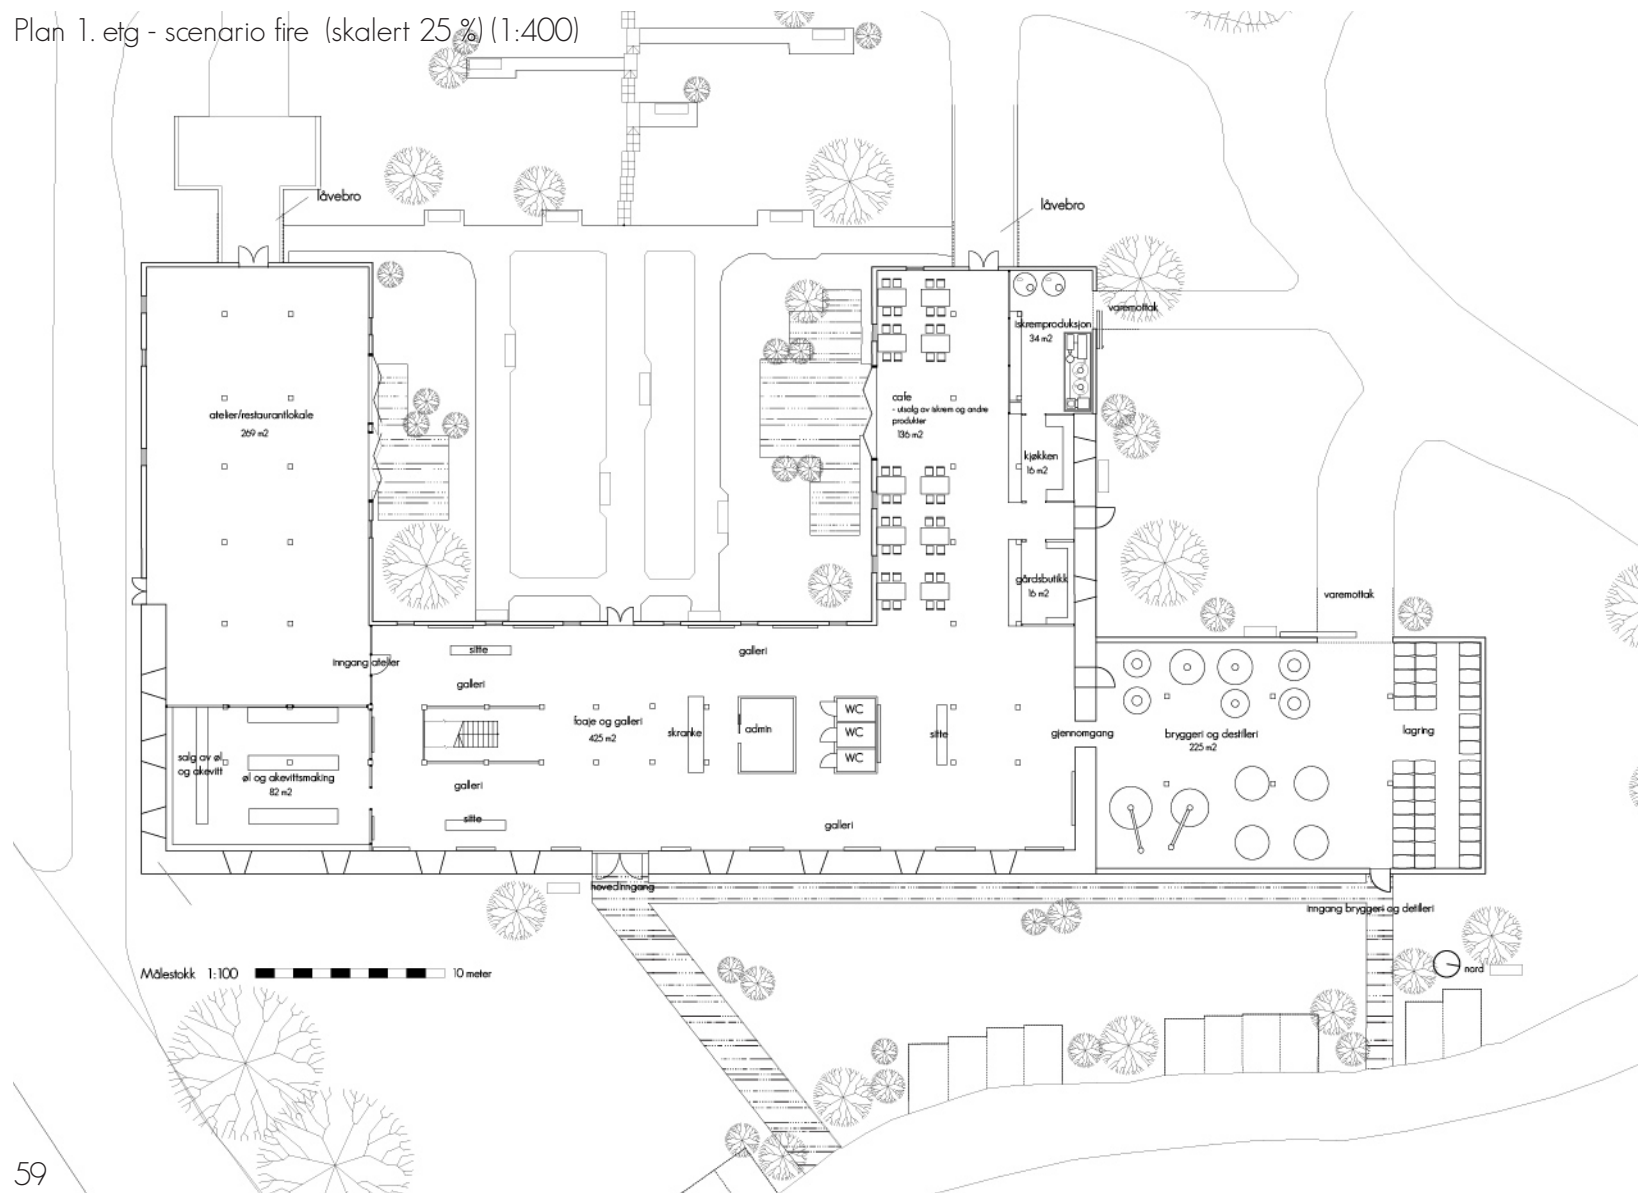 Plan 1. etg - scenario fire (skalert 25 %) (1:400)
låvebro
låvebro
varemottak
iskremproduksjon
34 m2
atelier/restaurantlokale
269 m2
cafe
- utsalg av iskrem og andre
produkter
136 m2
kjøkken
16 m2
gårdsbutikk
16 m2
varemottak
inngang atelier
sitte
galleri
galleri
foaje og galleri
425 m2
skranke
admin
WC
WC
WC
sitte
gjennomgang
bryggeri og destilleri
225 m2
lagring
salg av øl
og akevitt
øl og akevittsmaking
82 m2
galleri
sitte
galleri
hovedinngang
inngang bryggeri og detilleri
Målestokk 1:100
10 meter
nord
59